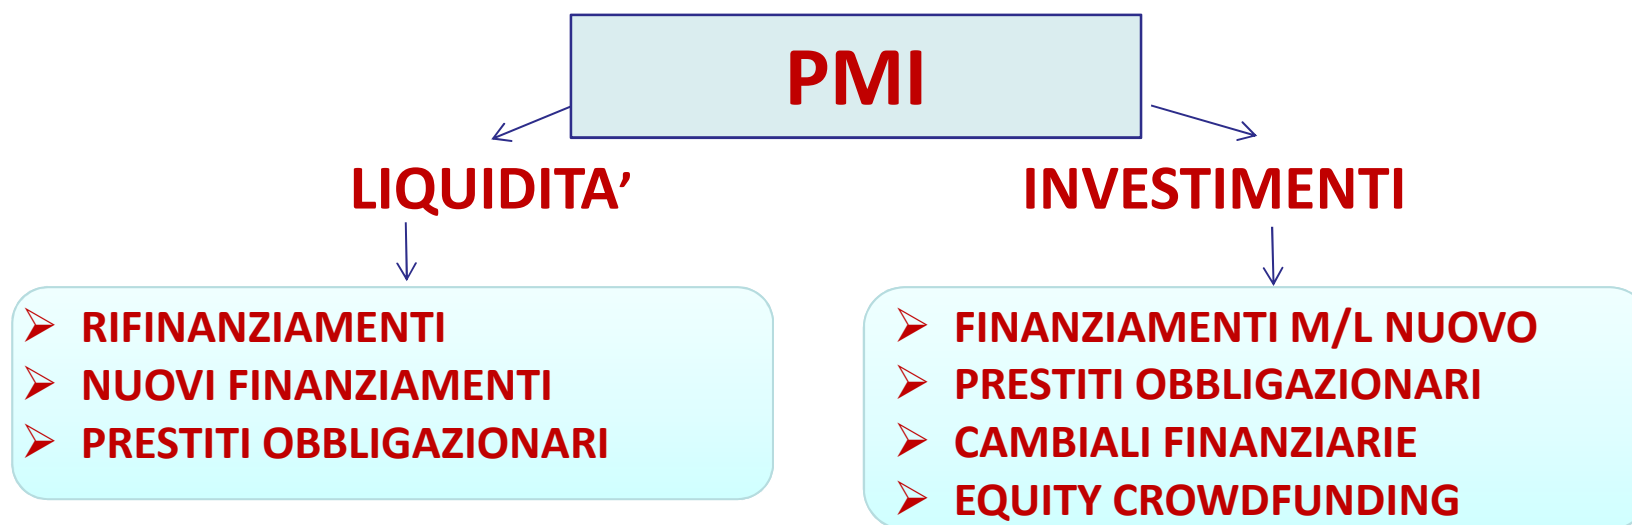 PMI
LIQUIDITA’
INVESTIMENTI
RIFINANZIAMENTI
NUOVI FINANZIAMENTI
PRESTITI OBBLIGAZIONARI
FINANZIAMENTI M/L NUOVO
PRESTITI OBBLIGAZIONARI
CAMBIALI FINANZIARIE
EQUITY CROWDFUNDING